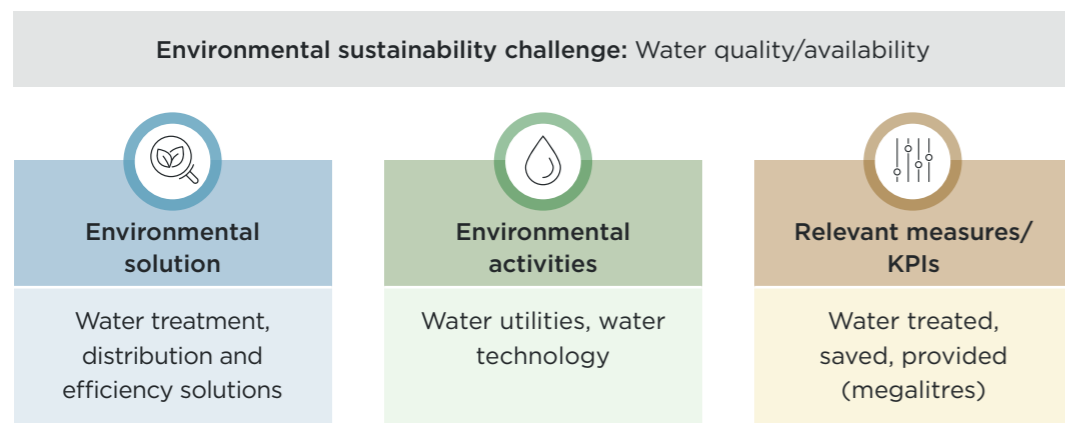 Environmental sustainability challenge: Water quality/availability
Environmental
solution
Water treatment,
distribution and
efficiency solutions
Environmental
activities
Water utilities, water
technology
Relevant measures/
KPIs
Water treated,
saved, provided
(megalitres)